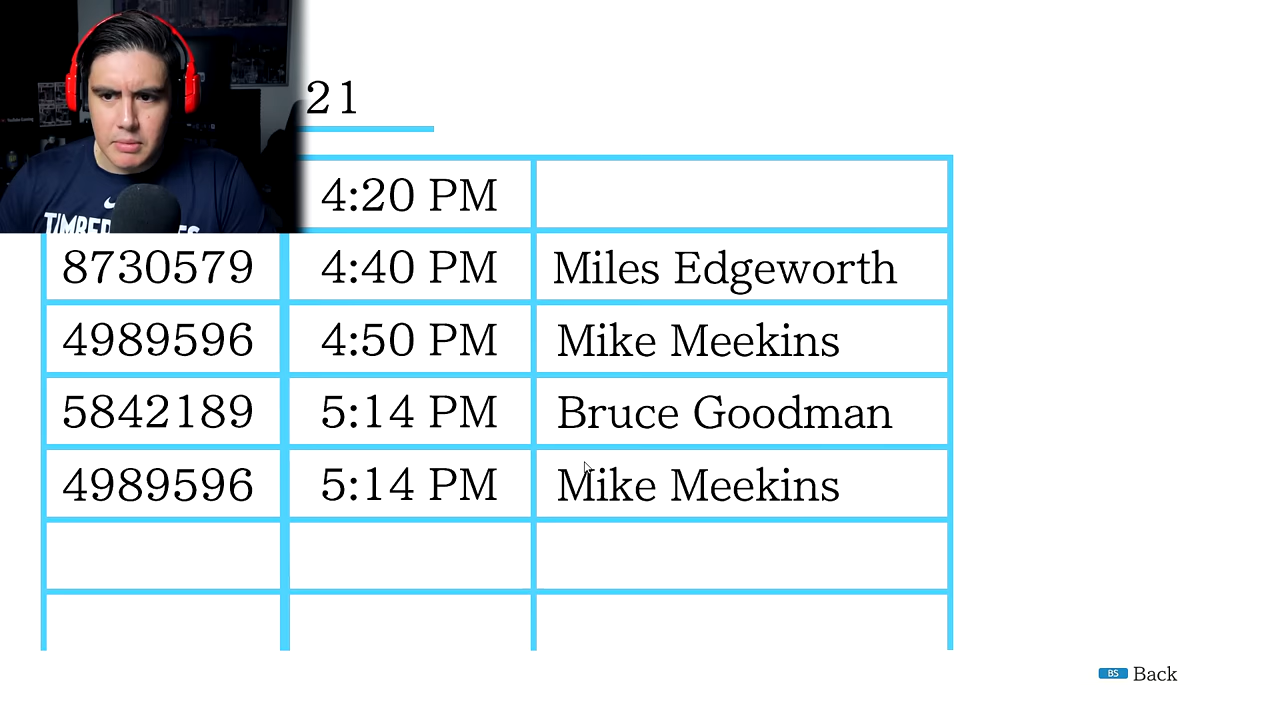 21
4:20 PM
8730579 4:40 PM Miles Edgeworth
4989596 4:50 PM Mike Meekins
5842189 5:14 PM Bruce Goodman
4989596 5:14 PM Mike Meekins
BS Back